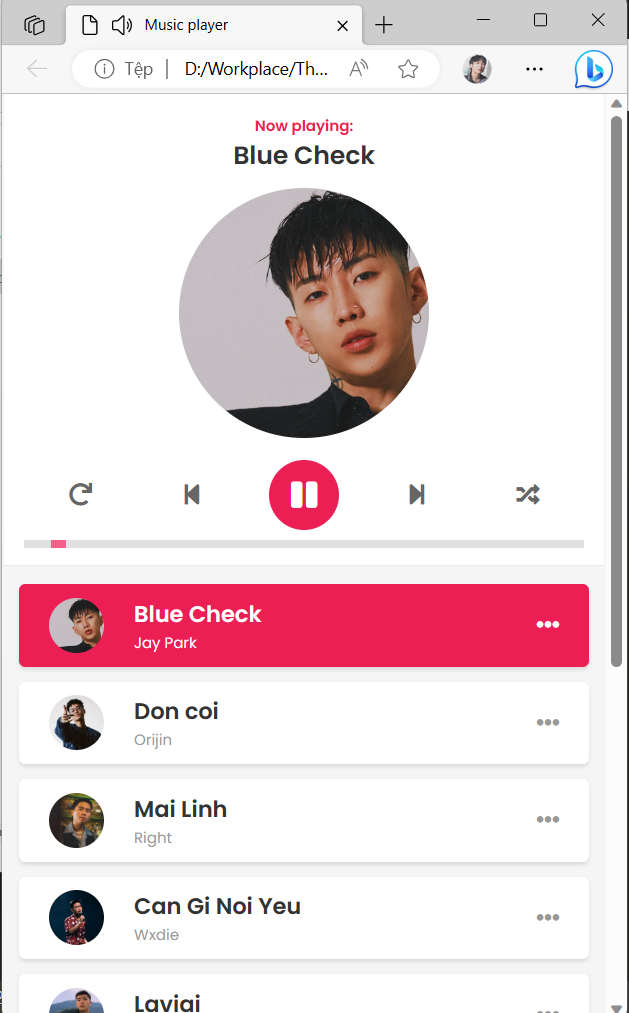 Music player
Tệp | D:/Workplace/Th...
Now playing:
Blue Check
Blue Check
Jay Park
Don coi
Orijin
Mai Linh
Right
Can Gi Noi Yeu
Wxdie
Laviai